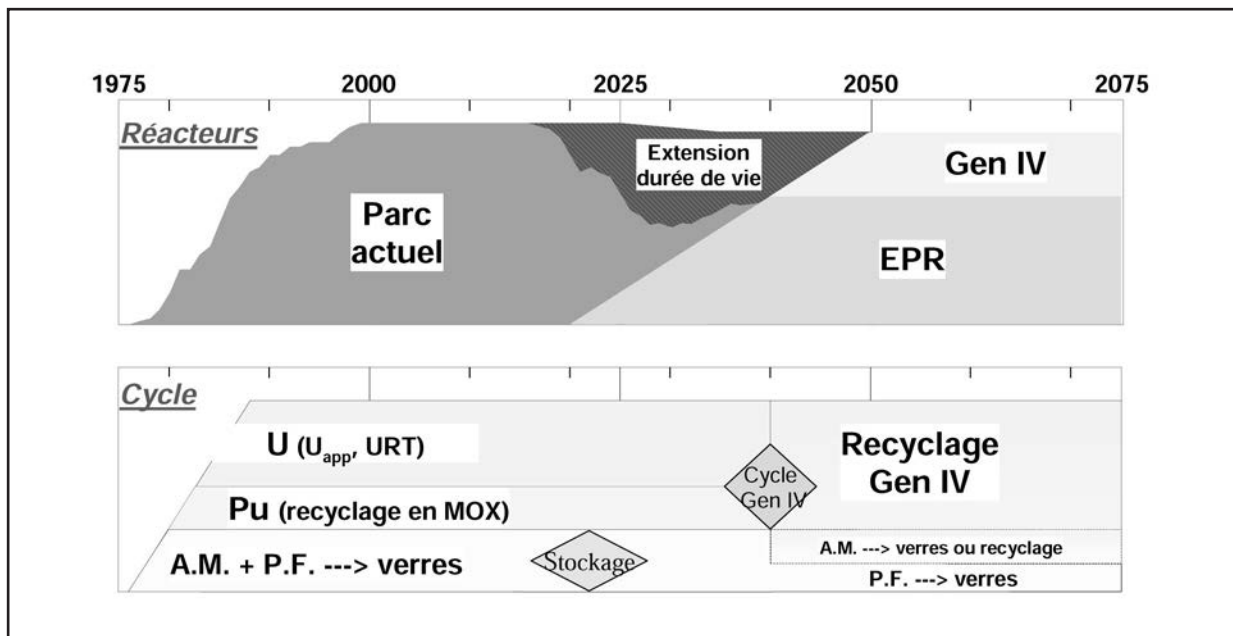 1975 2000 2025 2050 2075
Réacteurs
Extension
durée de vie
Gen IV
Parc
actuel
EPR
Cycle
U (Uapp, URT)
Recyclage
Gen IV
Cycle
Gen IV
Pu (recyclage en MOX)
A.M. + P.F. ---> verres
Stockage
A.M. ---> verres ou recyclage
P.F. ---> verres